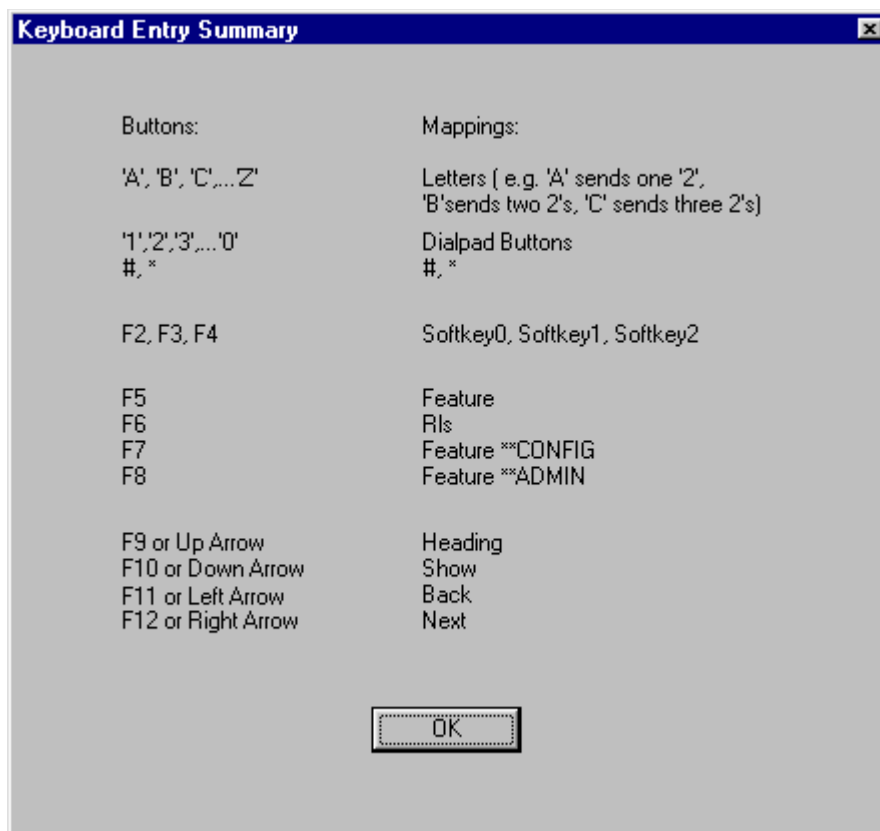 Keyboard Entry Summary
Buttons: Mappings:
'A', 'B', 'C',...'Z' Letters ( e.g. 'A' sends one '2',
'B'sends two 2's, 'C' sends three 2's)
'1','2','3',...'0' Dialpad Buttons
#, * #, *
F2, F3, F4 Softkey0, Softkey1, Softkey2
F5 Feature
F6 Rls
F7 Feature **CONFIG
F8 Feature **ADMIN
F9 or Up Arrow Heading
F10 or Down Arrow Show
F11 or Left Arrow Back
F12 or Right Arrow Next
OK